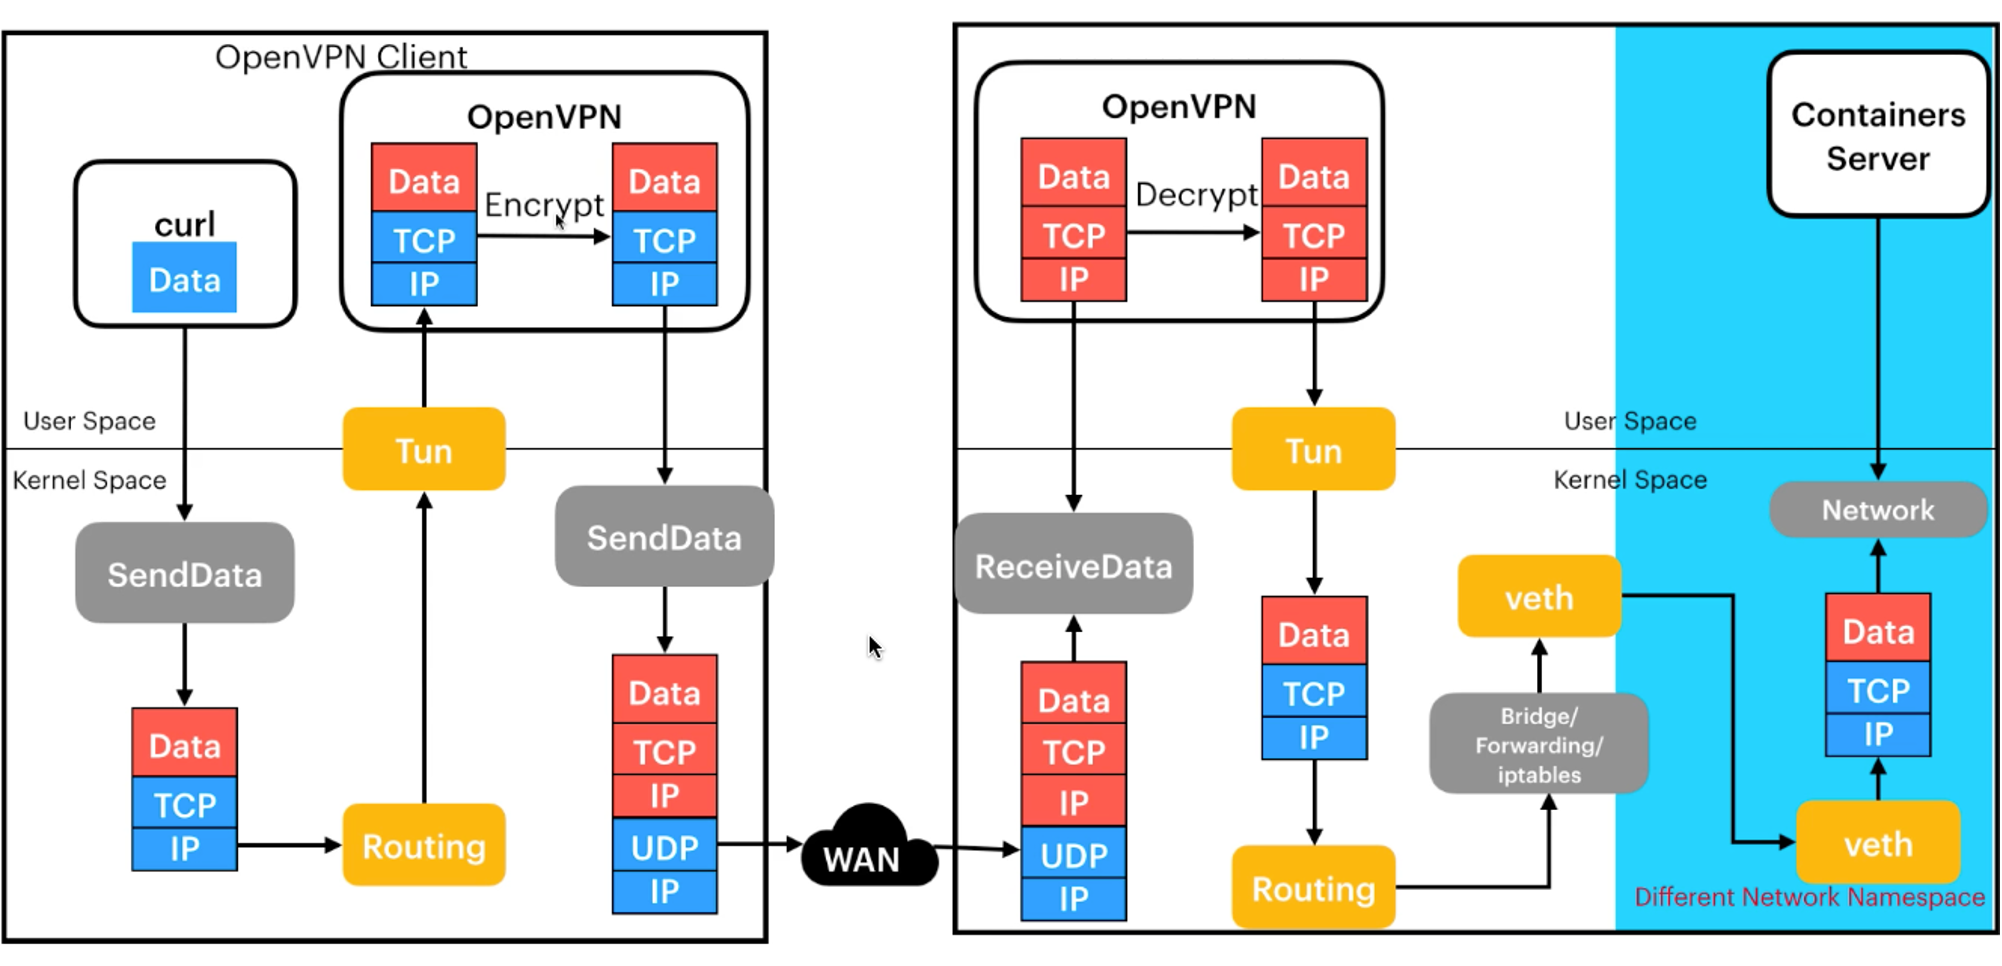 OpenVPN Client
OpenVPN
Data
TCP
IP
Encrypt
Data
TCP
IP
curl
Data
User Space
Kernel Space
Tun
SendData
SendData
Data
TCP
IP
Routing
Data
TCP
IP
UDP
IP
WAN
OpenVPN
Data
TCP
IP
Decrypt
Data
TCP
IP
Containers
Server
User Space
Kernel Space
Tun
ReceiveData
Network
Data
TCP
IP
UDP
IP
Data
TCP
IP
Routing
veth
Bridge/
Forwarding/
iptables
Data
TCP
IP
veth
Different Network Namespace